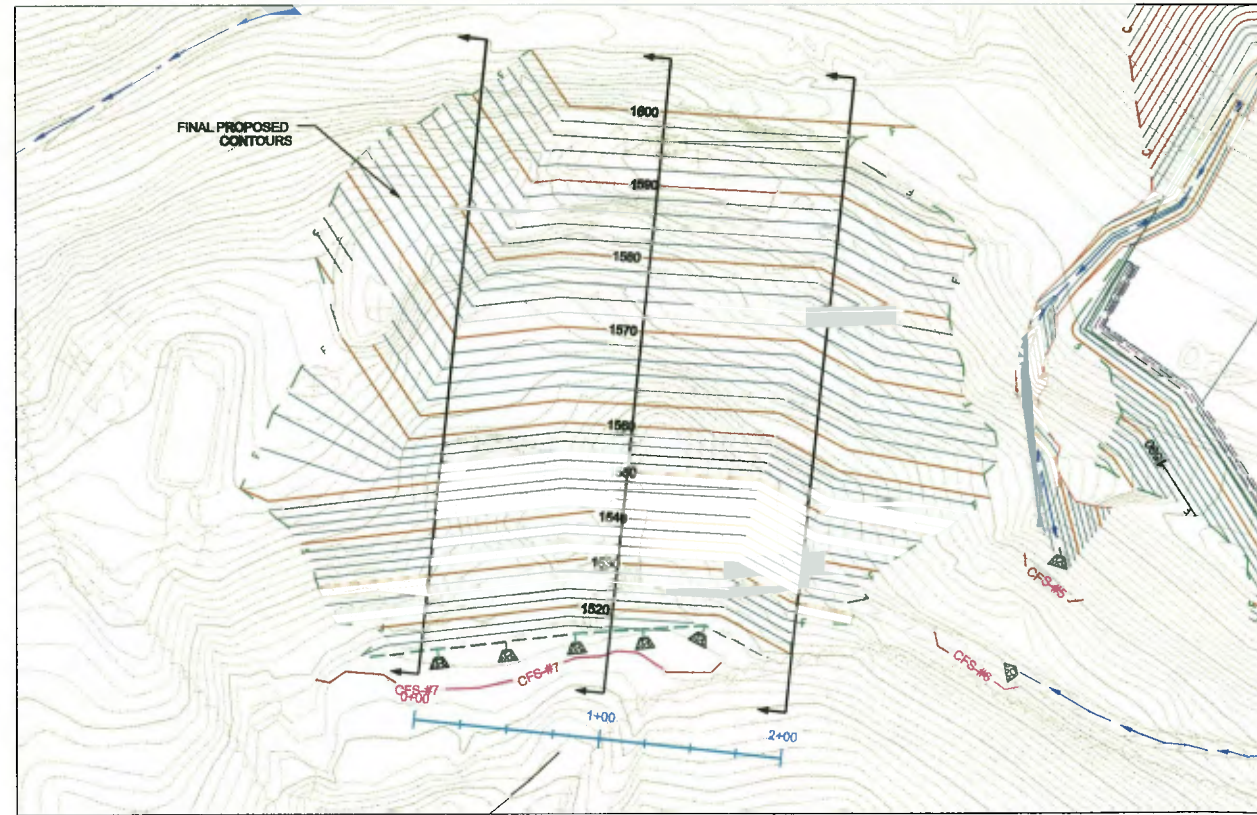 FINAL PROPOSED
CONTOURS
1600
1590
1580
1570
1560
1540
1520
F
F
F
F
F
F
C
C
CFS-#5
CFS-#6
CFS-#7
CFS-#7
0+00
1+00
2+00